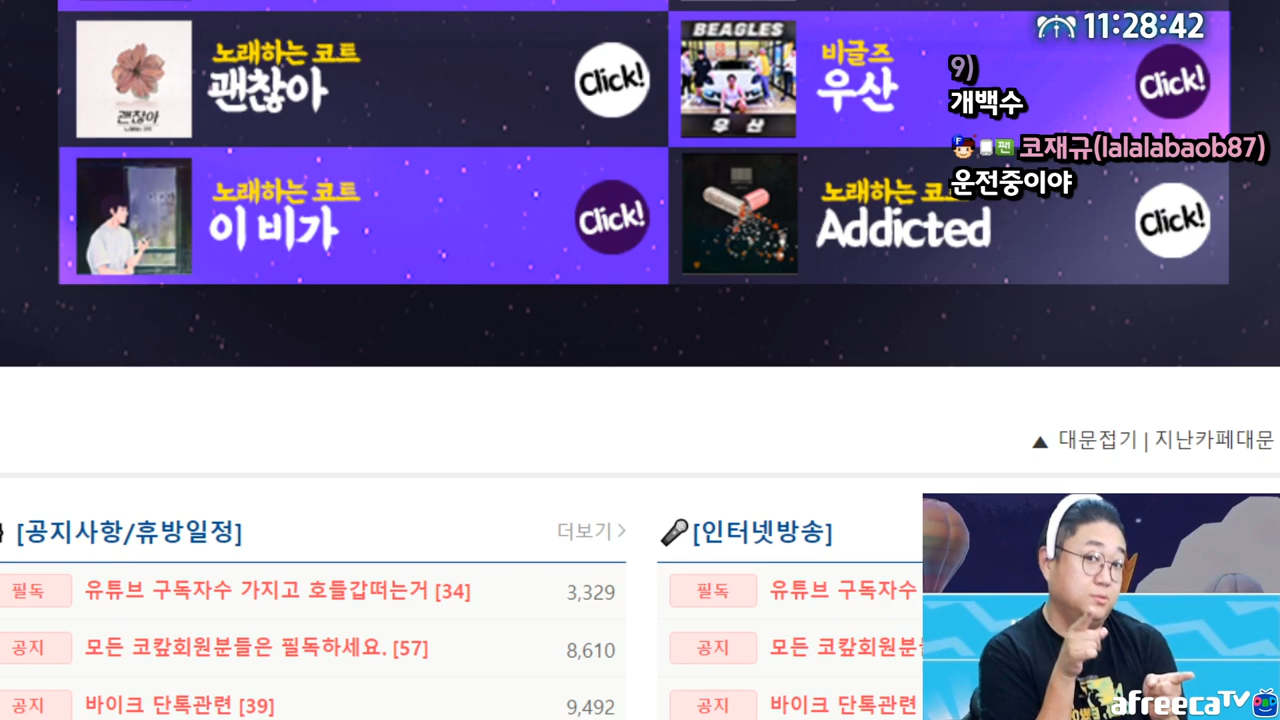 노래하는 코트
괜찮아
Click!
괜찮아
BEAGLES
우 산
비글즈
우산
Click!
11:28:42
9)
개백수
팬 코재규(lalalabaob87)
운전중이야
노래하는 코트
이 비가
Click!
노래하는 코
Addicted
Click!
▲ 대문접기 | 지난카페대문
[공지사항/휴방일정]
더보기 >
[인터넷방송]
필독 유튜브 구독자수 가지고 호들갑떠는거 [34] 3,329
공지 모든 코캎회원분들은 필독하세요. [57] 8,610
공지 바이크 단톡관련 [39] 9,492
필독 유튜브 구독자수
공지 모든 코캎회원분
공지 바이크 단톡관련
afreecaTV